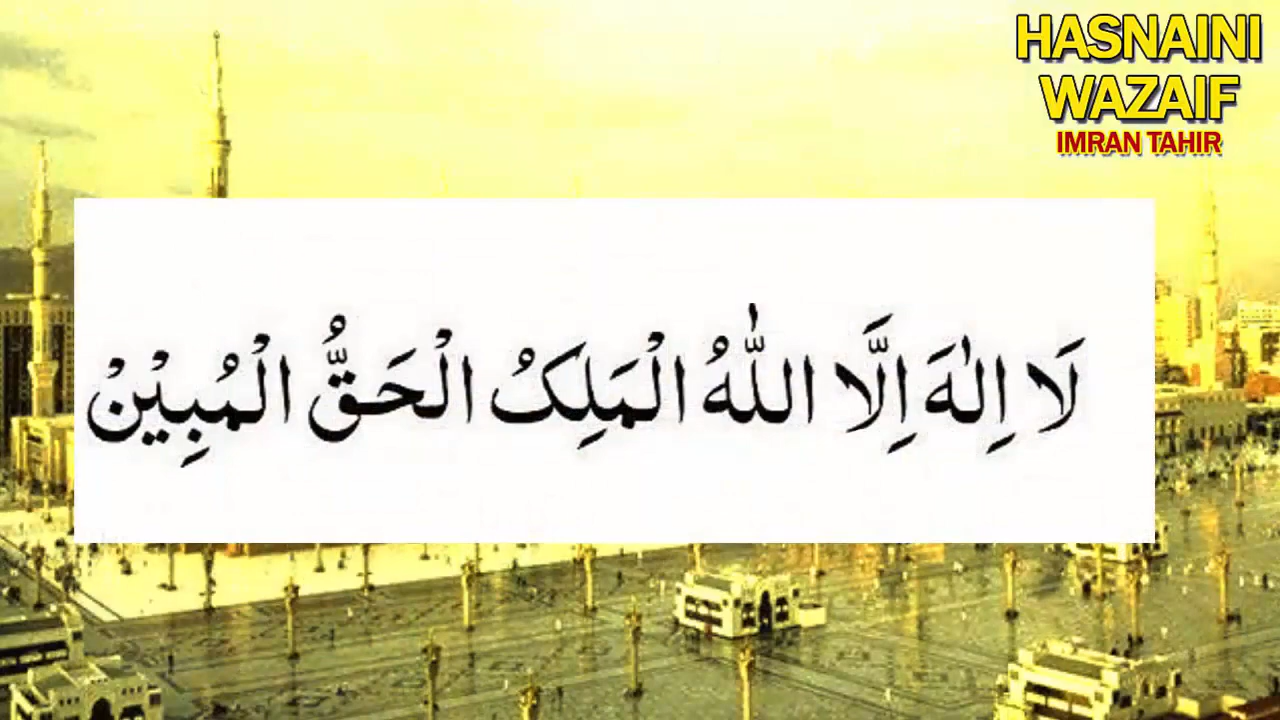 HASNAINI
WAZAIF
IMRAN TAHIR
لَا اِلٰهَ اِلَّا اللّٰهُ الْمَلِکُ الْحَقُّ الْمُبِیْنْ